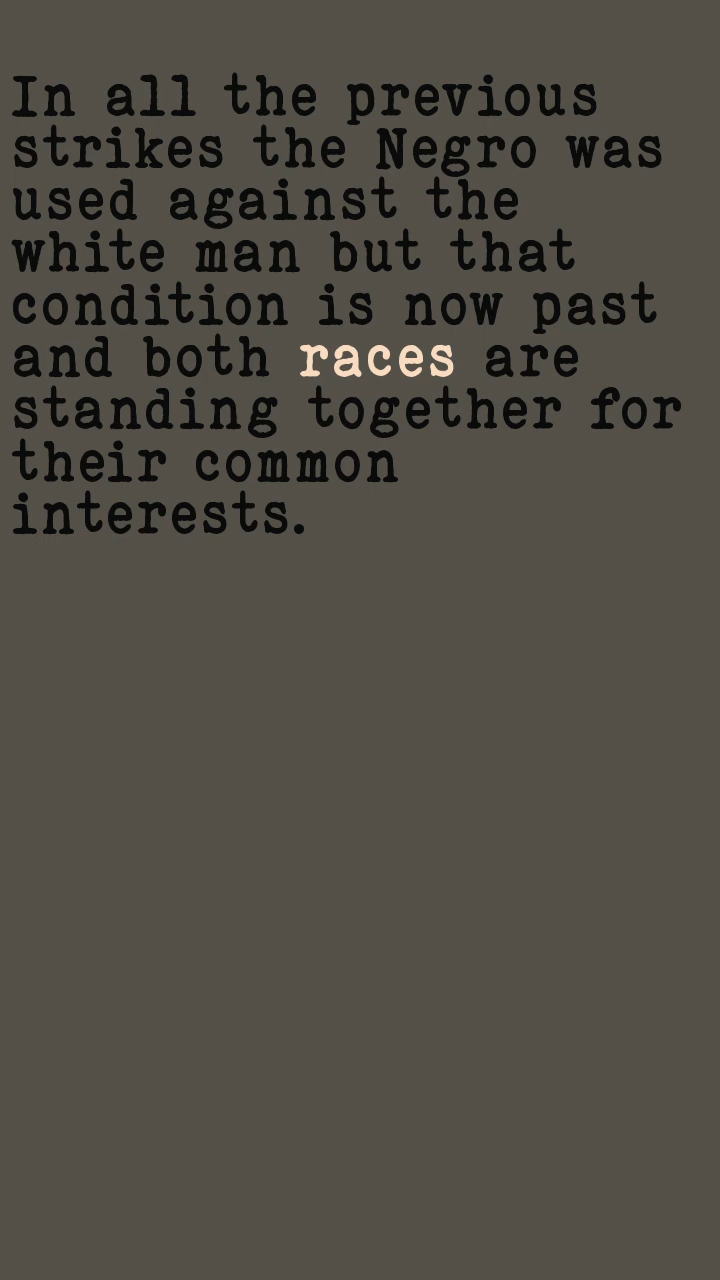 In all the previous
strikes the Negro was
used against the
white man but that
condition is now past
and both races are
standing together for
their common
interests.